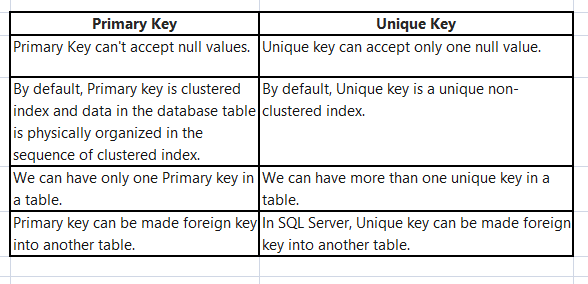 Primary Key
Unique Key
Primary Key can't accept null values.
Unique key can accept only one null value.
By default, Primary key is clustered
index and data in the database table
is physically organized in the
sequence of clustered index.
By default, Unique key is a unique non-
clustered index.
We can have only one Primary key in
a table.
We can have more than one unique key in a
table.
Primary key can be made foreign key
into another table.
In SQL Server, Unique key can be made foreign
key into another table.